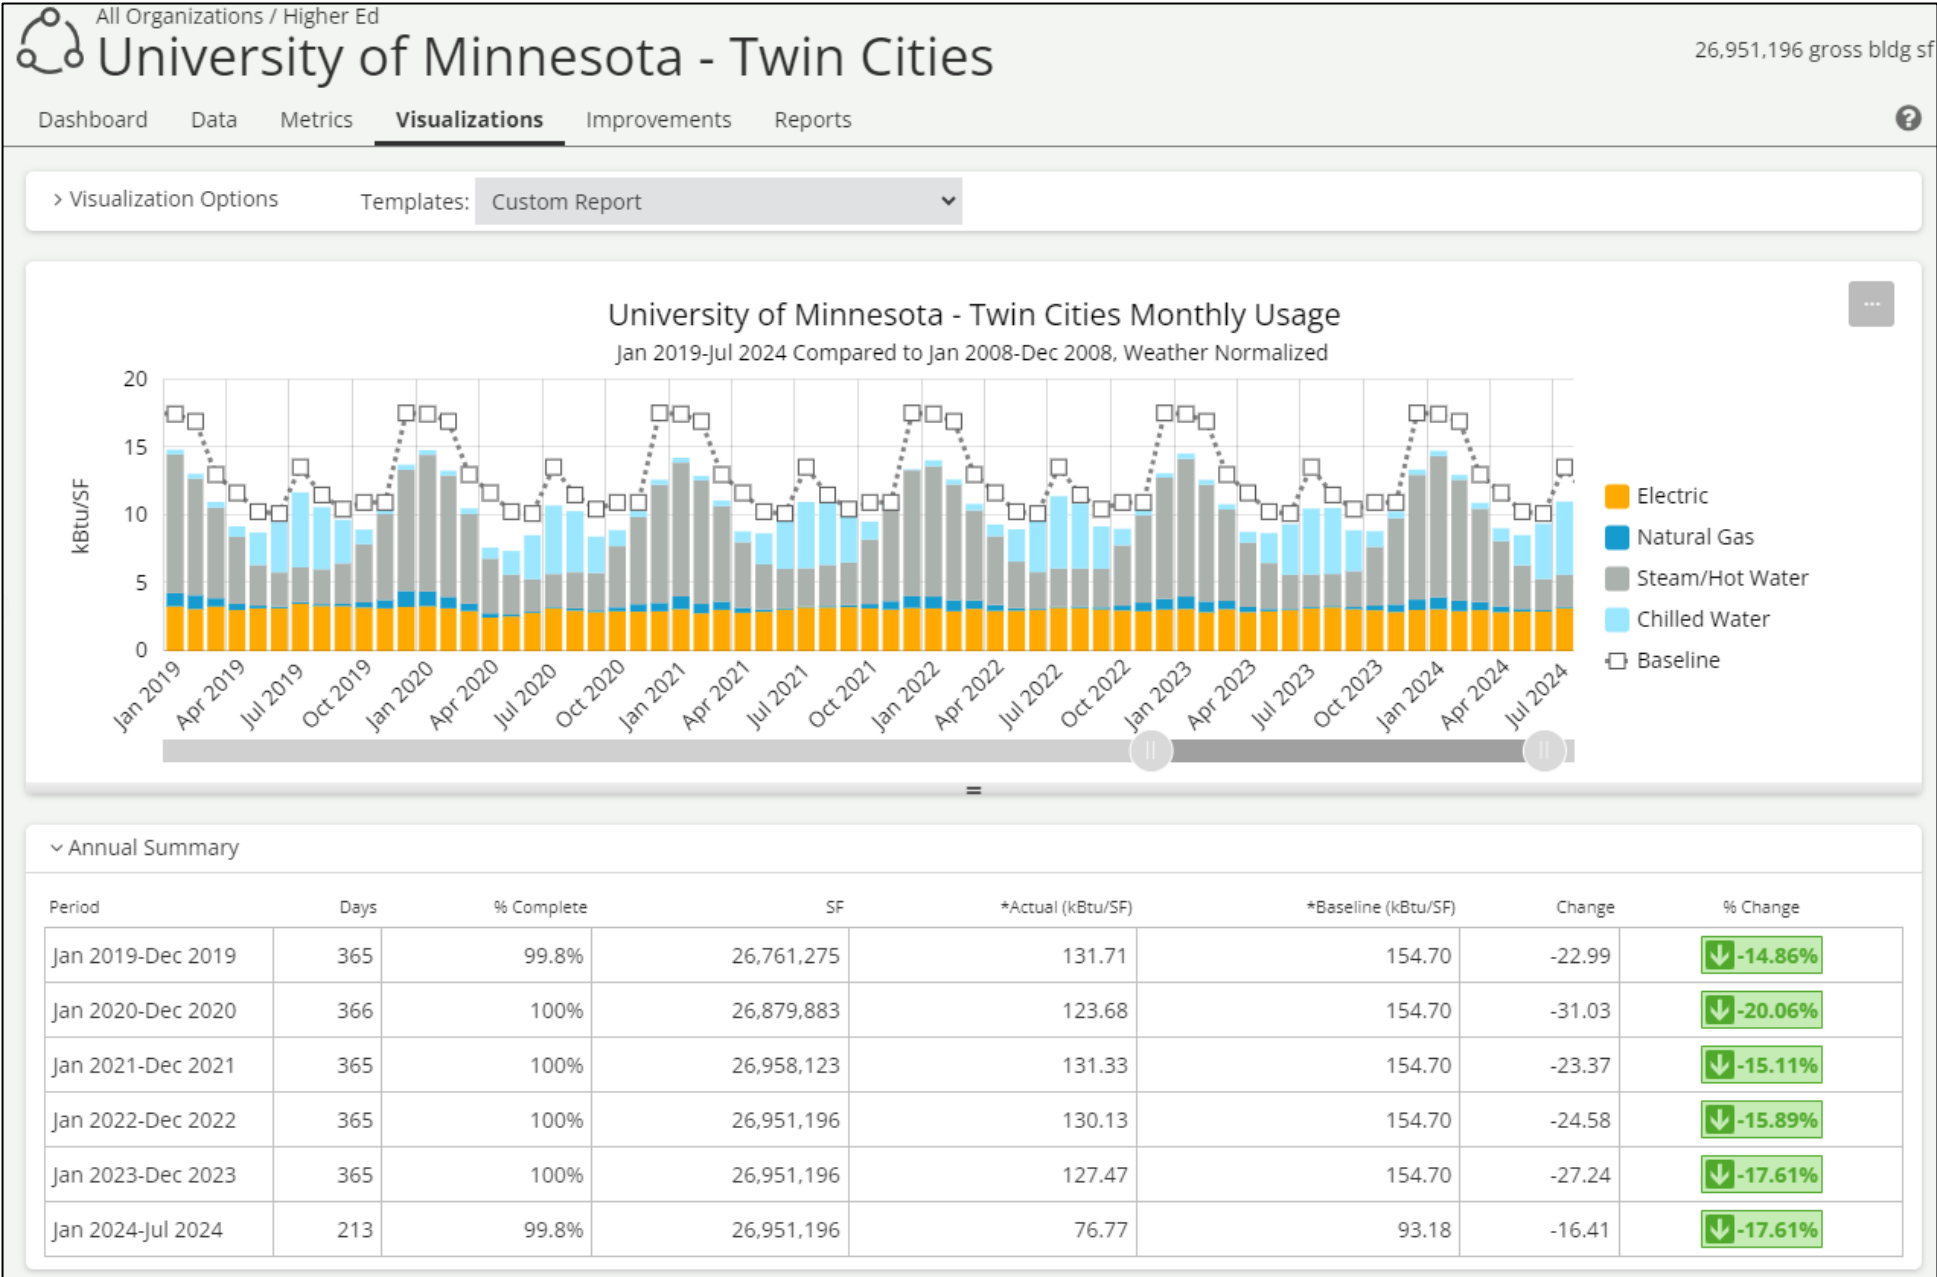 All Organizations / Higher Ed
University of Minnesota - Twin Cities
26,951,196 gross bldg sf
Dashboard Data Metrics Visualizations Improvements Reports ?
> Visualization Options Templates: Custom Report
...
University of Minnesota - Twin Cities Monthly Usage
Jan 2019-Jul 2024 Compared to Jan 2008-Dec 2008, Weather Normalized
kBtu/SF
20
15
10
5
0
Jan 2019 Apr 2019 Jul 2019 Oct 2019 Jan 2020 Apr 2020 Jul 2020 Oct 2020 Jan 2021 Apr 2021 Jul 2021 Oct 2021 Jan 2022 Apr 2022 Jul 2022 Oct 2022 Jan 2023 Apr 2023 Jul 2023 Oct 2023 Jan 2024 Apr 2024 Jul 2024
Electric
Natural Gas
Steam/Hot Water
Chilled Water
Baseline
Annual Summary
Period Days % Complete SF *Actual (kBtu/SF) *Baseline (kBtu/SF) Change % Change
Jan 2019-Dec 2019 365 99.8% 26,761,275 131.71 154.70 -22.99 -14.86%
Jan 2020-Dec 2020 366 100% 26,879,883 123.68 154.70 -31.03 -20.06%
Jan 2021-Dec 2021 365 100% 26,958,123 131.33 154.70 -23.37 -15.11%
Jan 2022-Dec 2022 365 100% 26,951,196 130.13 154.70 -24.58 -15.89%
Jan 2023-Dec 2023 365 100% 26,951,196 127.47 154.70 -27.24 -17.61%
Jan 2024-Jul 2024 213 99.8% 26,951,196 76.77 93.18 -16.41 -17.61%